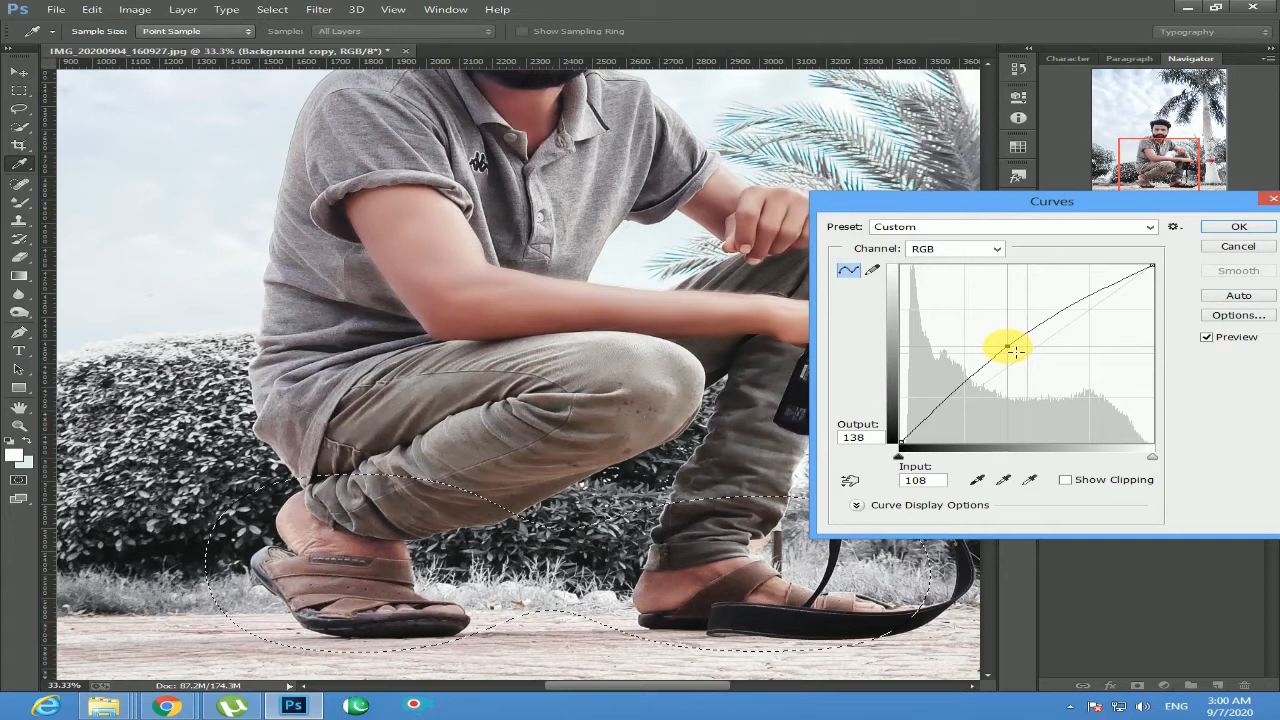 Ps File Edit Image Layer Type Select Filter 3D View Window Help
Sample Size: Point Sample Sample: All Layers Show Sampling Ring Typography
IMG_20200904_160927.jpg @ 33.3% (Background copy, RGB/8*) * ×
Character Paragraph Navigator
900 1000 1100 1200 1300 1400 1500 1600 1700 1800 1900 2000 2100 2200 2300 2400 2500 2600 2700 2800 2900 3000 3100 3200 3300 3400 3500 3600
Curves
Preset: Custom OK
Channel: RGB Cancel
Smooth
Auto
Options...
Preview
Output:
138
Input:
108 Show Clipping
Curve Display Options
33.33% Doc: 87.2M/174.3M
Ps ENG 3:00 AM
9/7/2020